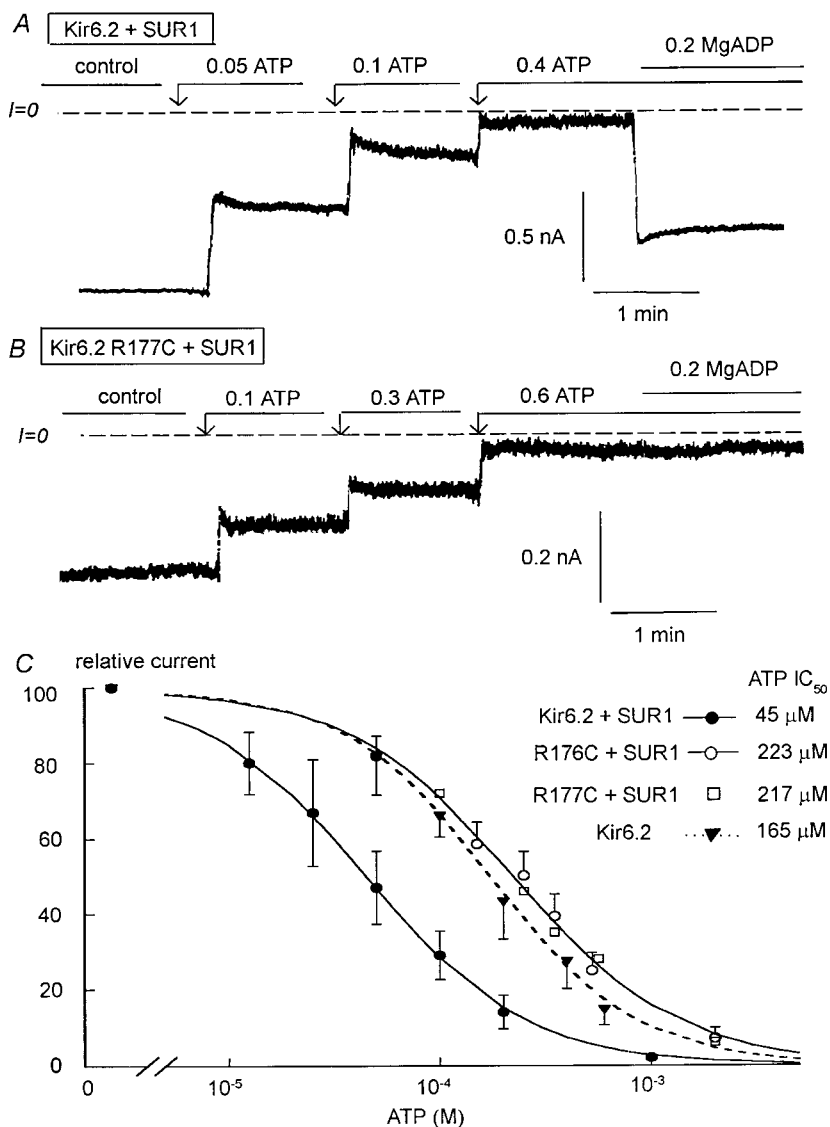 A Kir6.2 + SUR1
0.2 MgADP
control 0.05 ATP 0.1 ATP 0.4 ATP
I=0
0.5 nA
1 min
B Kir6.2 R177C + SUR1
0.2 MgADP
control 0.1 ATP 0.3 ATP 0.6 ATP
I=0
0.2 nA
1 min
C relative current
ATP IC50
Kir6.2 + SUR1 45 μM
R176C + SUR1 223 μM
R177C + SUR1 217 μM
Kir6.2 165 μM
100
80
60
40
20
0
0 10-5 10-4 10-3
ATP (M)